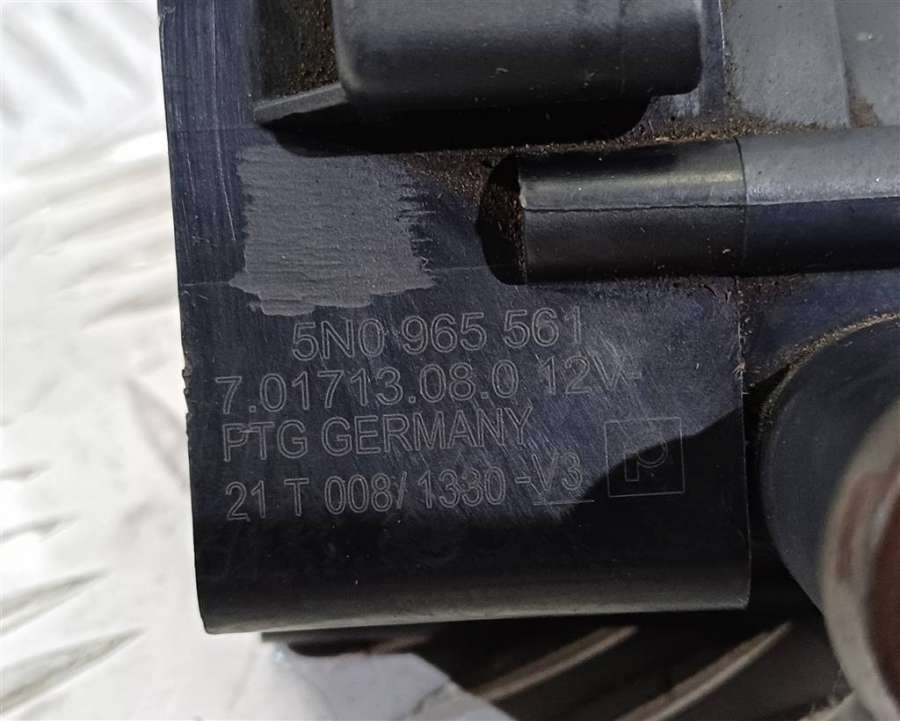 5N0 965 561
7.01713.08.0 12V-
PTG GERMANY
21 T 008/1330 -V3